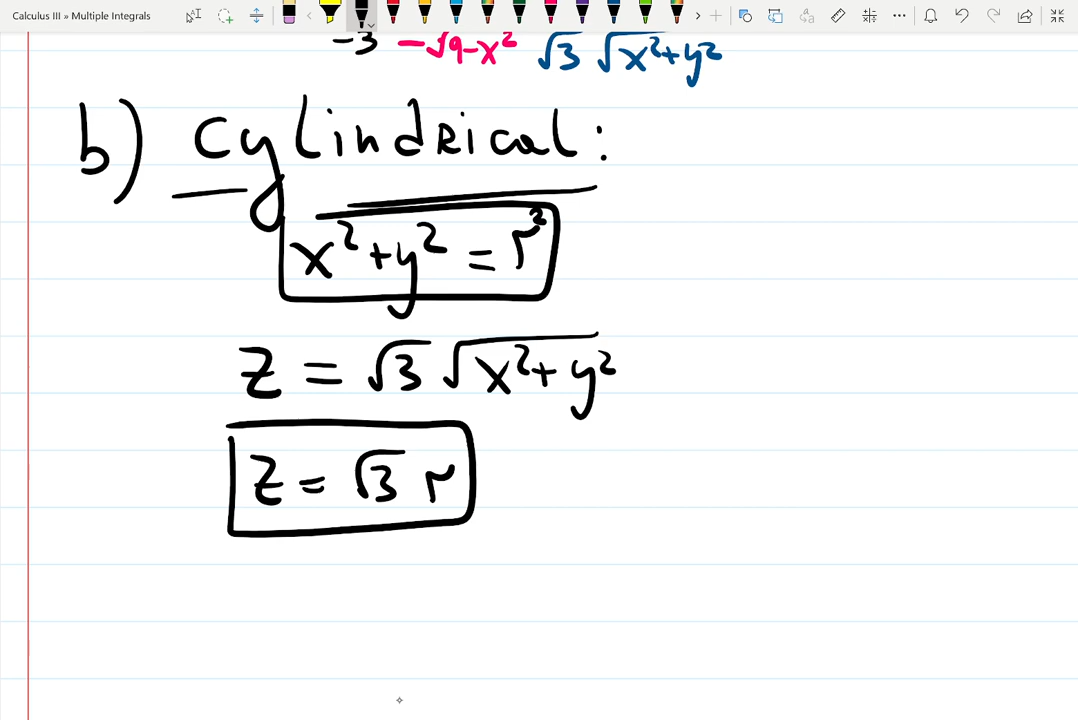 Calculus III » Multiple Integrals
-3 -√9-x² √3 √x²+y²
b) Cylindrical:
x²+y² = r²
z = √3 √x²+y²
z = √3 r